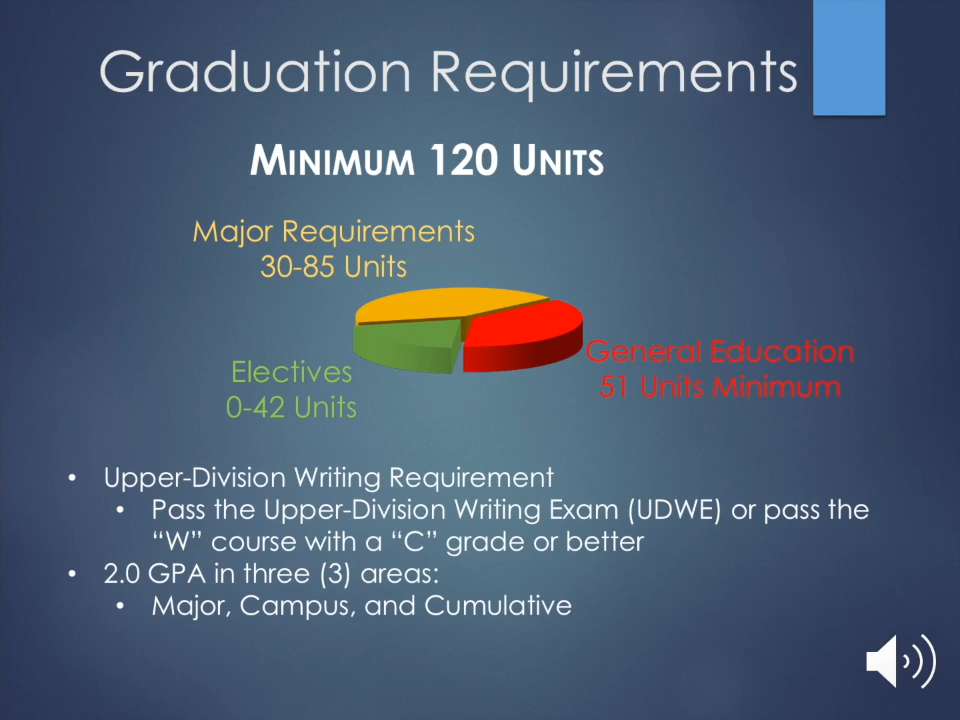 Graduation Requirements
MINIMUM 120 UNITS
Major Requirements
30-85 Units
General Education
51 Units Minimum
Electives
0-42 Units
• Upper-Division Writing Requirement
• Pass the Upper-Division Writing Exam (UDWE) or pass the
“W” course with a “C” grade or better
• 2.0 GPA in three (3) areas:
• Major, Campus, and Cumulative